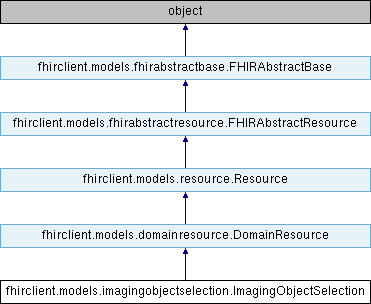 object
fhirclient.models.fhirabstractbase.FHIRAbstractBase
fhirclient.models.fhirabstractresource.FHIRAbstractResource
fhirclient.models.resource.Resource
fhirclient.models.domainresource.DomainResource
fhirclient.models.imagingobjectselection.ImagingObjectSelection